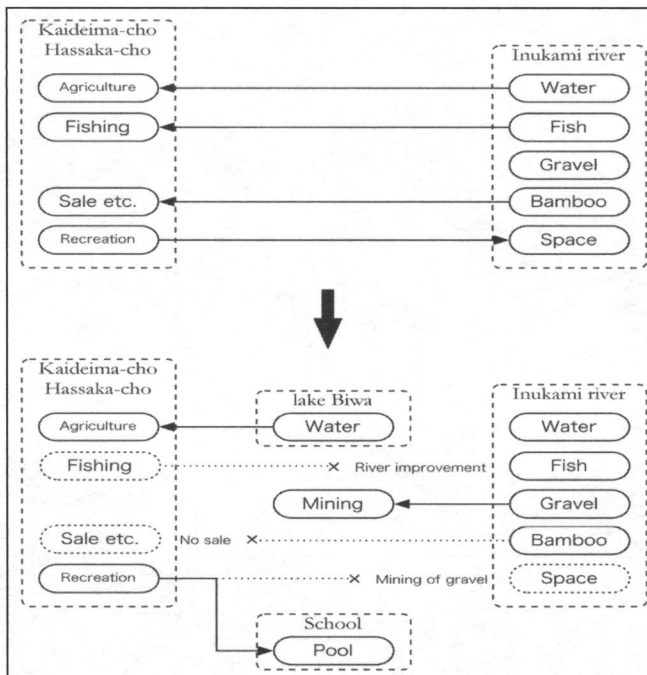 Kaideima-cho
Hassaka-cho
Inukami river
Agriculture
Water
Fishing
Fish
Gravel
Sale etc.
Bamboo
Recreation
Space
Kaideima-cho
Hassaka-cho
lake Biwa
Inukami river
Agriculture
Water
Water
Fishing
× River improvement
Fish
Mining
Gravel
Sale etc.
No sale ×
Bamboo
Recreation
× Mining of gravel
Space
School
Pool